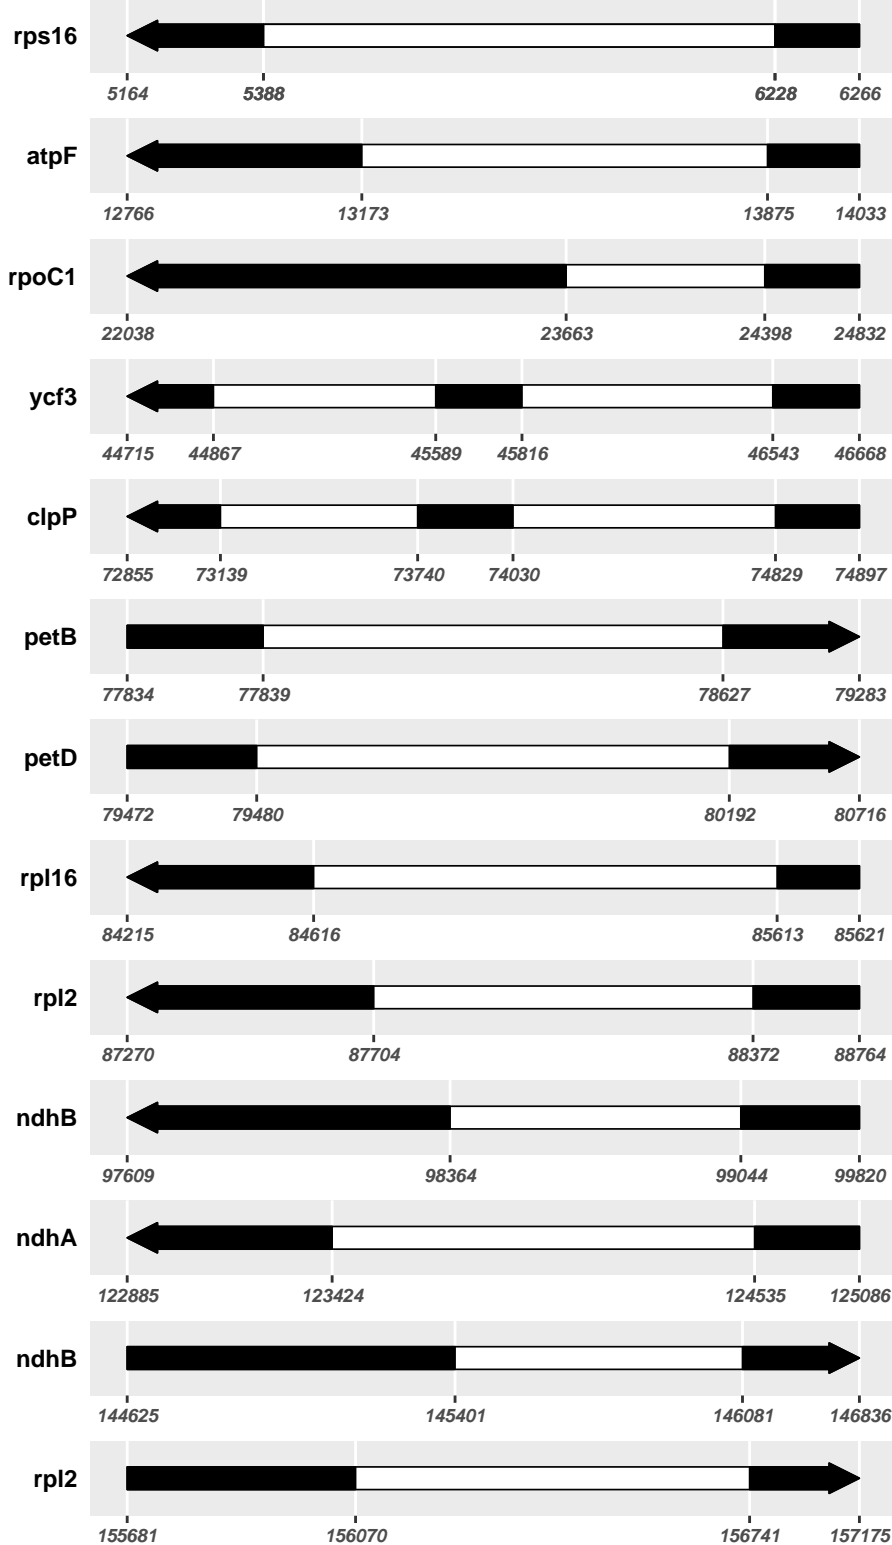 rps16
5164 5388 6228 6266
atpF
12766 13173 13875 14033
rpoC1
22038 23663 24398 24832
ycf3
44715 44867 45589 45816 46543 46668
clpP
72855 73139 73740 74030 74829 74897
petB
77834 77839 78627 79283
petD
79472 79480 80192 80716
rpl16
84215 84616 85613 85621
rpl2
87270 87704 88372 88764
ndhB
97609 98364 99044 99820
ndhA
122885 123424 124535 125086
ndhB
144625 145401 146081 146836
rpl2
155681 156070 156741 157175